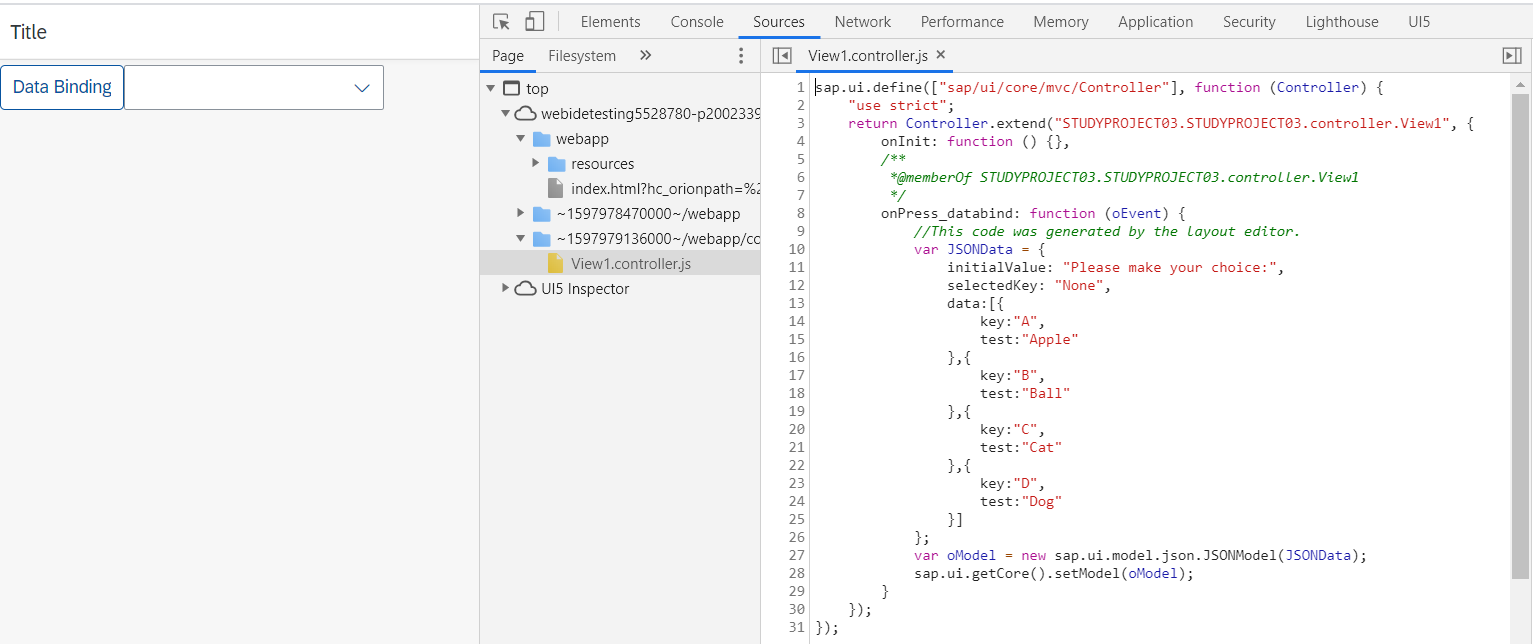 Title
Data Binding
Elements Console Sources Network Performance Memory Application Security Lighthouse UI5
Page Filesystem »
View1.controller.js ×
top
webidetesting5528780-p2002339
webapp
resources
index.html?hc_orionpath=%2
~1597978470000~/webapp
~1597979136000~/webapp/co
View1.controller.js
UI5 Inspector
1 sap.ui.define(["sap/ui/core/mvc/Controller"], function (Controller) {
2 "use strict";
3 return Controller.extend("STUDYPROJECT03.STUDYPROJECT03.controller.View1", {
4 onInit: function () {},
5 /**
6 *@memberOf STUDYPROJECT03.STUDYPROJECT03.controller.View1
7 */
8 onPress_databind: function (oEvent) {
9 //This code was generated by the layout editor.
10 var JSONData = {
11 initialValue: "Please make your choice:",
12 selectedKey: "None",
13 data:[{
14 key:"A",
15 test:"Apple"
16 },{
17 key:"B",
18 test:"Ball"
19 },{
20 key:"C",
21 test:"Cat"
22 },{
23 key:"D",
24 test:"Dog"
25 }]
26 };
27 var oModel = new sap.ui.model.json.JSONModel(JSONData);
28 sap.ui.getCore().setModel(oModel);
29 }
30 });
31 });